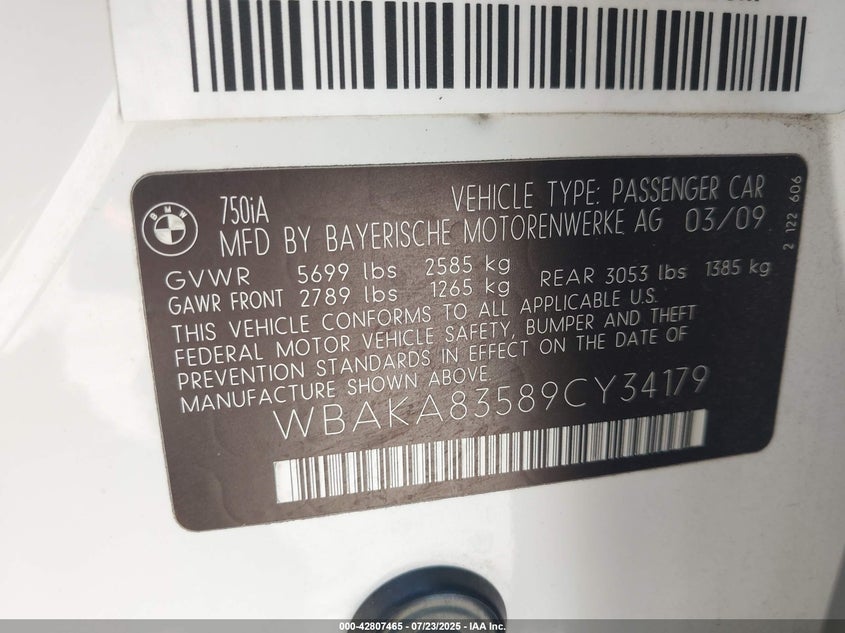 BMW
750iA
VEHICLE TYPE: PASSENGER CAR
MFD BY BAYERISCHE MOTORENWERKE AG 03/09
GVWR 5699 lbs 2585 kg
GAWR FRONT 2789 lbs 1265 kg REAR 3053 lbs 1385 kg
THIS VEHICLE CONFORMS TO ALL APPLICABLE U.S.
FEDERAL MOTOR VEHICLE SAFETY, BUMPER AND THEFT
PREVENTION STANDARDS IN EFFECT ON THE DATE OF
MANUFACTURE SHOWN ABOVE
WBAKA83589CY34179
2 122 606
000-42807465 - 07/23/2025 - IAA Inc.